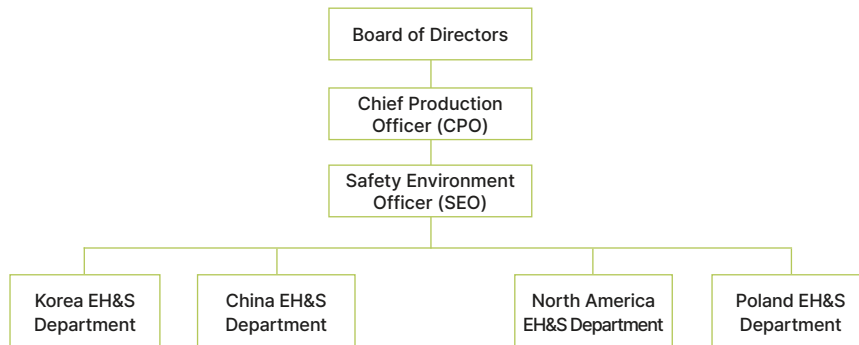 Board of Directors
Chief Production
Officer (CPO)
Safety Environment
Officer (SEO)
Korea EH&S
Department
China EH&S
Department
North America
EH&S Department
Poland EH&S
Department